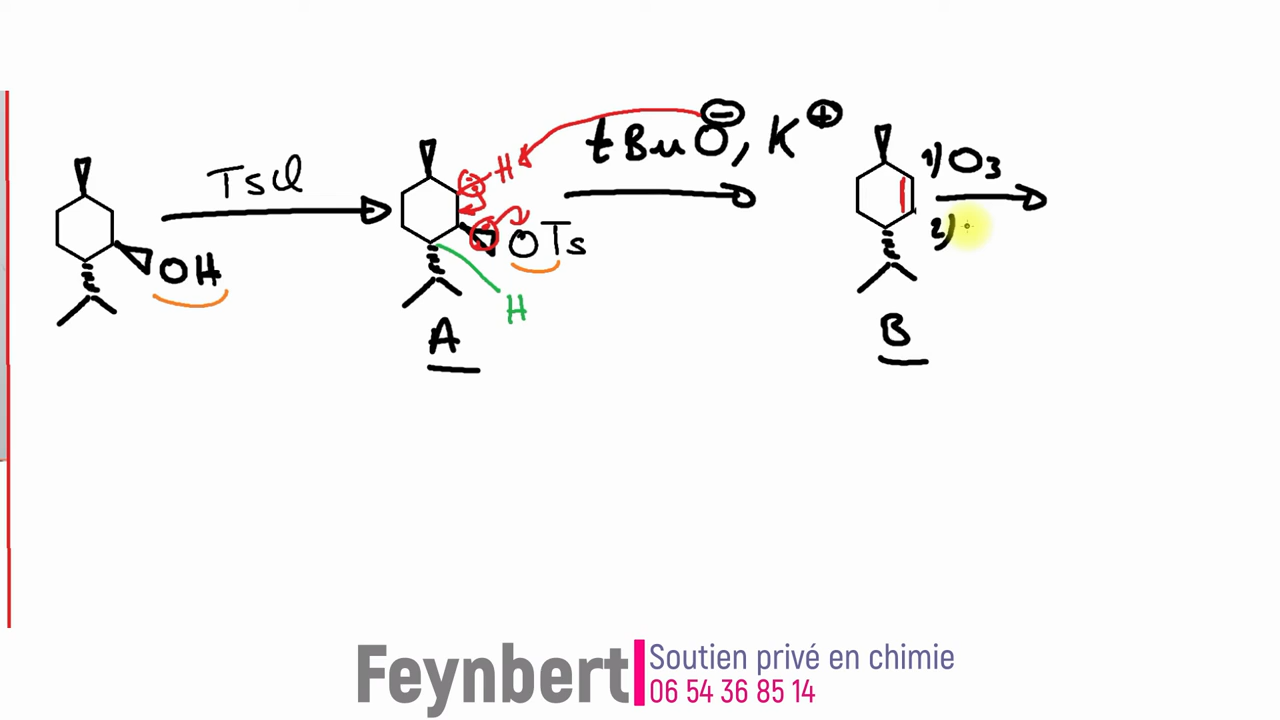 TsCl
OH
A
H
OTs
H
tBuO⊖, K⊕
B
1) O3
2)
Feynbert
Soutien privé en chimie
06 54 36 85 14